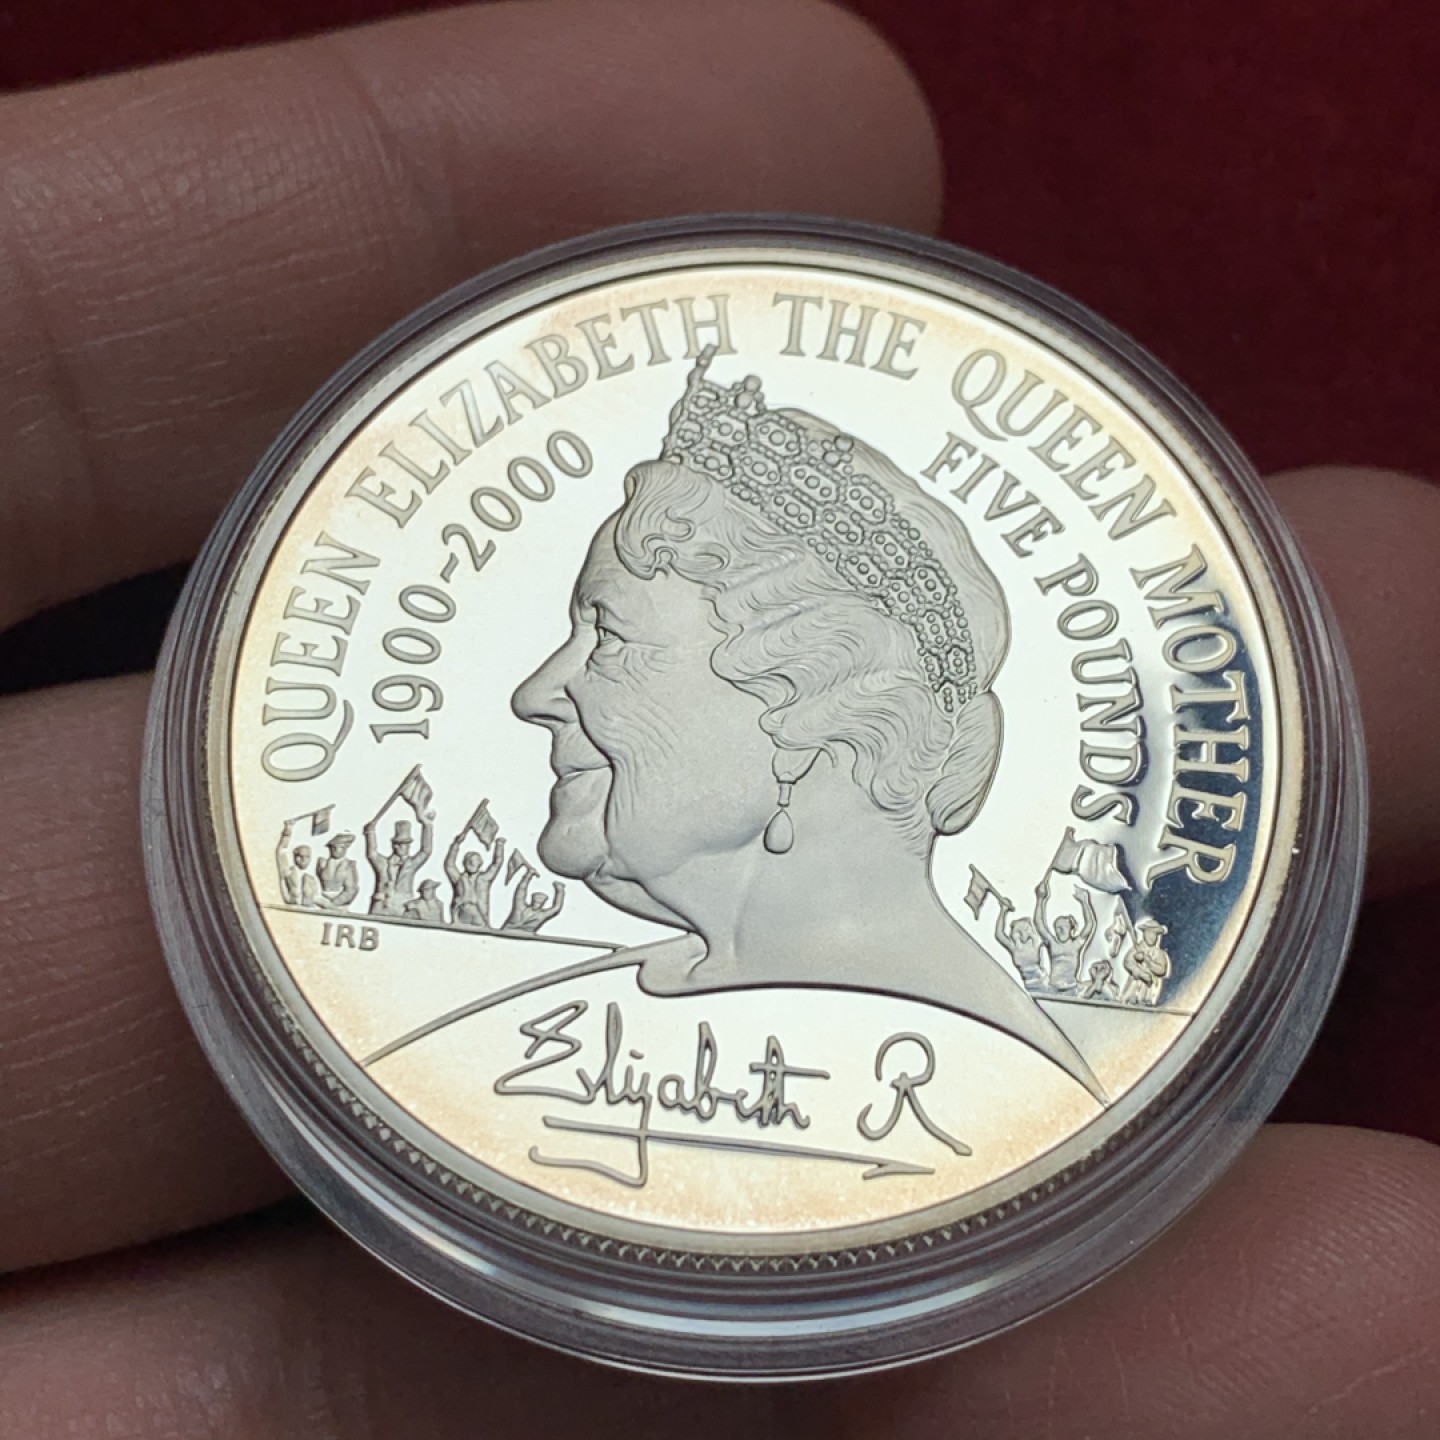 QUEEN ELIZABETH THE QUEEN MOTHER
1900-2000
FIVE POUNDS
IRB
Elizabeth R